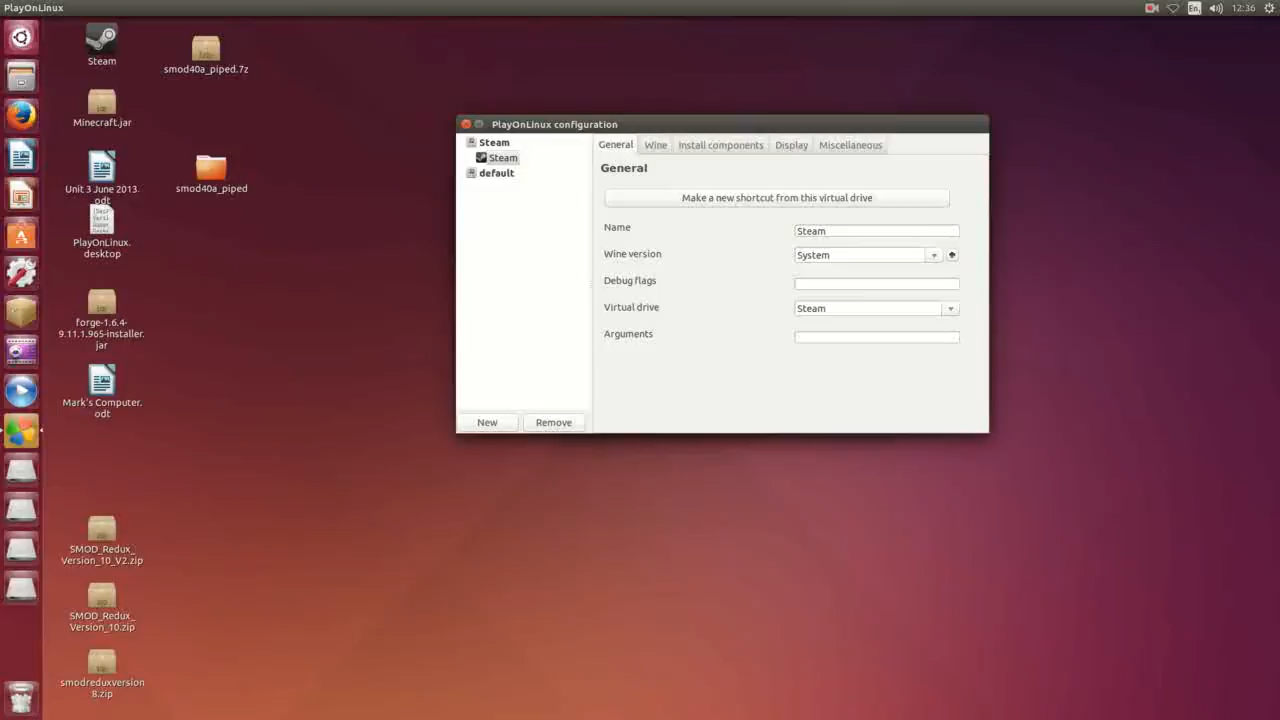 PlayOnLinux
En
12:36
Steam
smod40a_piped.7z
Minecraft.jar
Unit 3 June 2013.
odt
smod40a_piped
PlayOnLinux.
desktop
forge-1.6.4-
9.11.1.965-installer.
jar
Mark's Computer.
odt
SMOD_Redux_
Version_10_V2.zip
SMOD_Redux_
Version_10.zip
smodreduxversion
8.zip
PlayOnLinux configuration
Steam
Steam
default
New
Remove
General
Wine
Install components
Display
Miscellaneous
General
Make a new shortcut from this virtual drive
Name
Steam
Wine version
System
Debug flags
Virtual drive
Steam
Arguments